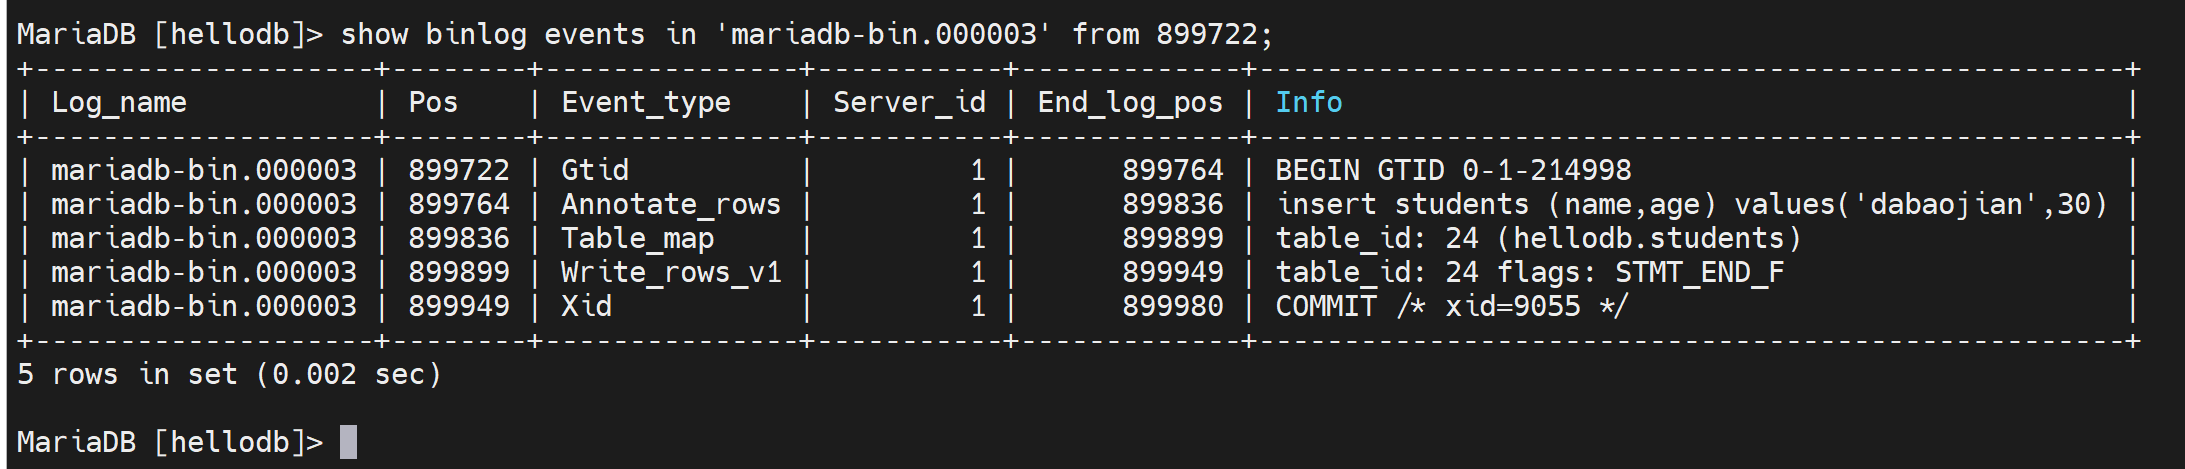 MariaDB [hellodb]> show binlog events in 'mariadb-bin.000003' from 899722;
+--------------------+--------+---------------+-----------+-------------+---------------------------------------------------+
| Log_name           | Pos    | Event_type    | Server_id | End_log_pos | Info                                              |
+--------------------+--------+---------------+-----------+-------------+---------------------------------------------------+
| mariadb-bin.000003 | 899722 | Gtid          |         1 |      899764 | BEGIN GTID 0-1-214998                             |
| mariadb-bin.000003 | 899764 | Annotate_rows |         1 |      899836 | insert students (name,age) values('dabaojian',30) |
| mariadb-bin.000003 | 899836 | Table_map     |         1 |      899899 | table_id: 24 (hellodb.students)                   |
| mariadb-bin.000003 | 899899 | Write_rows_v1 |         1 |      899949 | table_id: 24 flags: STMT_END_F                    |
| mariadb-bin.000003 | 899949 | Xid           |         1 |      899980 | COMMIT /* xid=9055 */                             |
+--------------------+--------+---------------+-----------+-------------+---------------------------------------------------+
5 rows in set (0.002 sec)
MariaDB [hellodb]>